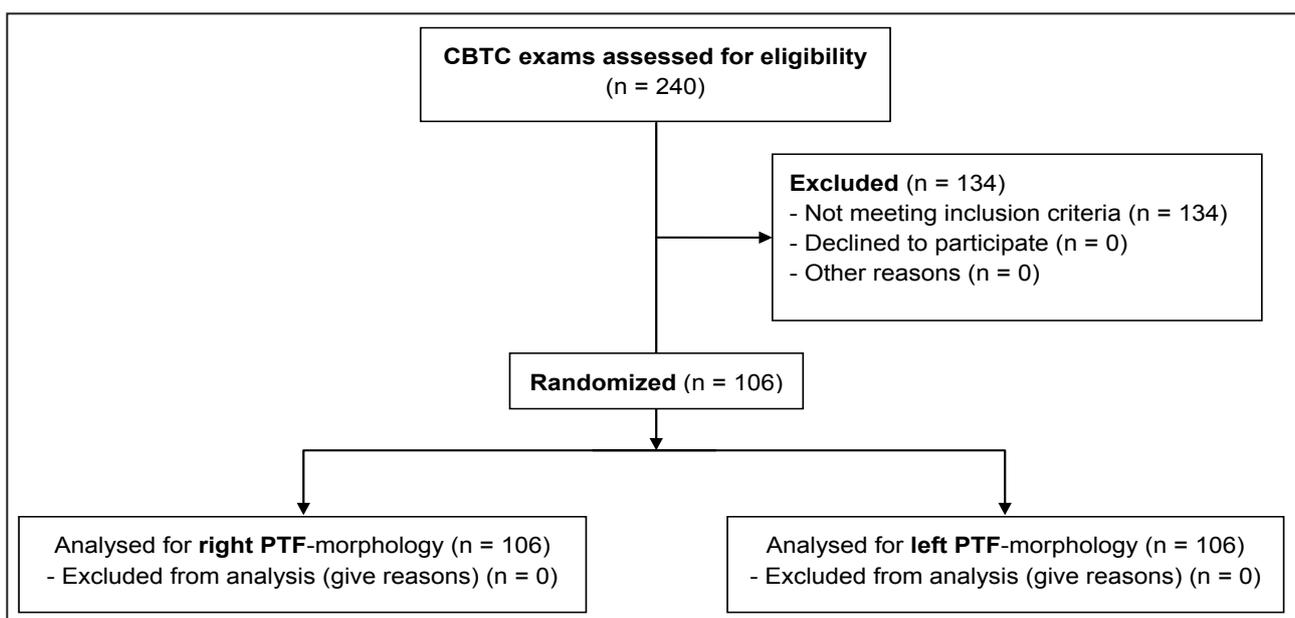 CBTC exams assessed for eligibility
(n = 240)
Excluded (n = 134)
- Not meeting inclusion criteria (n = 134)
- Declined to participate (n = 0)
- Other reasons (n = 0)
Randomized (n = 106)
Analysed for right PTF-morphology (n = 106)
- Excluded from analysis (give reasons) (n = 0)
Analysed for left PTF-morphology (n = 106)
- Excluded from analysis (give reasons) (n = 0)